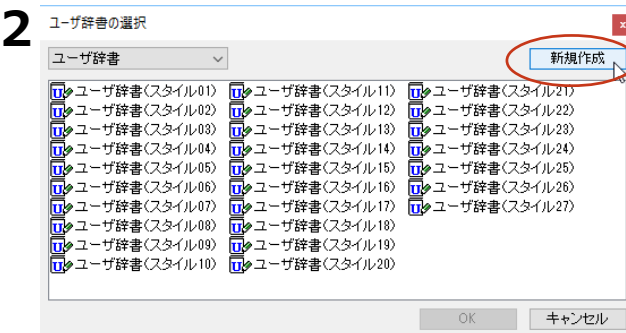 2
ユーザ辞書の選択
ユーザ辞書
新規作成
ユーザ辞書(スタイル01) ユーザ辞書(スタイル11) ユーザ辞書(スタイル21)
ユーザ辞書(スタイル02) ユーザ辞書(スタイル12) ユーザ辞書(スタイル22)
ユーザ辞書(スタイル03) ユーザ辞書(スタイル13) ユーザ辞書(スタイル23)
ユーザ辞書(スタイル04) ユーザ辞書(スタイル14) ユーザ辞書(スタイル24)
ユーザ辞書(スタイル05) ユーザ辞書(スタイル15) ユーザ辞書(スタイル25)
ユーザ辞書(スタイル06) ユーザ辞書(スタイル16) ユーザ辞書(スタイル26)
ユーザ辞書(スタイル07) ユーザ辞書(スタイル17) ユーザ辞書(スタイル27)
ユーザ辞書(スタイル08) ユーザ辞書(スタイル18)
ユーザ辞書(スタイル09) ユーザ辞書(スタイル19)
ユーザ辞書(スタイル10) ユーザ辞書(スタイル20)
OK キャンセル